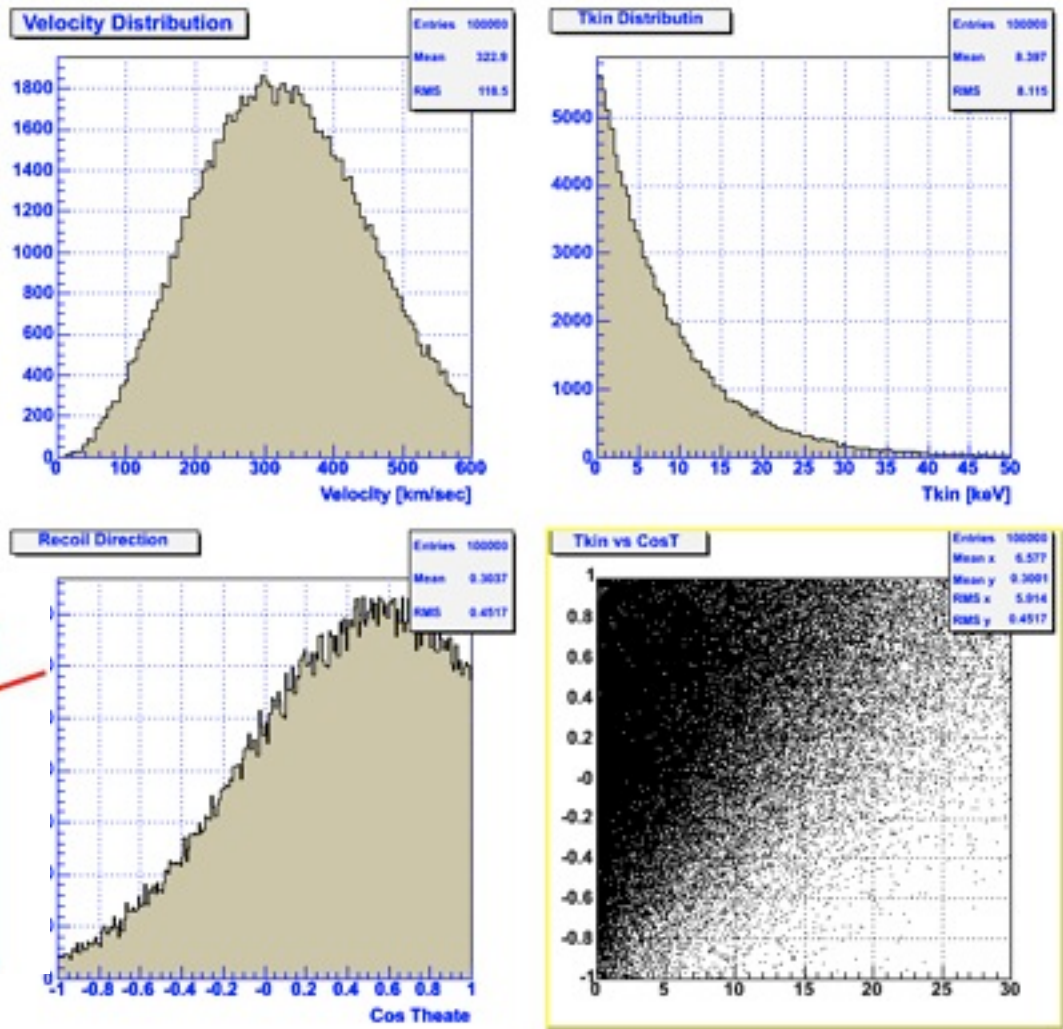 Velocity Distribution
Entries 100000
Mean 322.9
RMS 118.5
1800
1600
1400
1200
1000
800
600
400
200
0
0 100 200 300 400 500 600
Velocity [km/sec]
Tkin Distributin
Entries 100000
Mean 8.397
RMS 8.115
5000
4000
3000
2000
1000
0
0 5 10 15 20 25 30 35 40 45 50
Tkin [keV]
Recoil Direction
Entries 100000
Mean 0.3037
RMS 0.4517
0
-1 -0.8 -0.6 -0.4 -0.2 -0 0.2 0.4 0.6 0.8 1
Cos Theate
Tkin vs CosT
Entries 100000
Mean x 6.577
Mean y 0.3001
RMS x 5.914
RMS y 0.4517
1
0.8
0.6
0.4
0.2
-0
-0.2
-0.4
-0.6
-0.8
-1
0 5 10 15 20 25 30